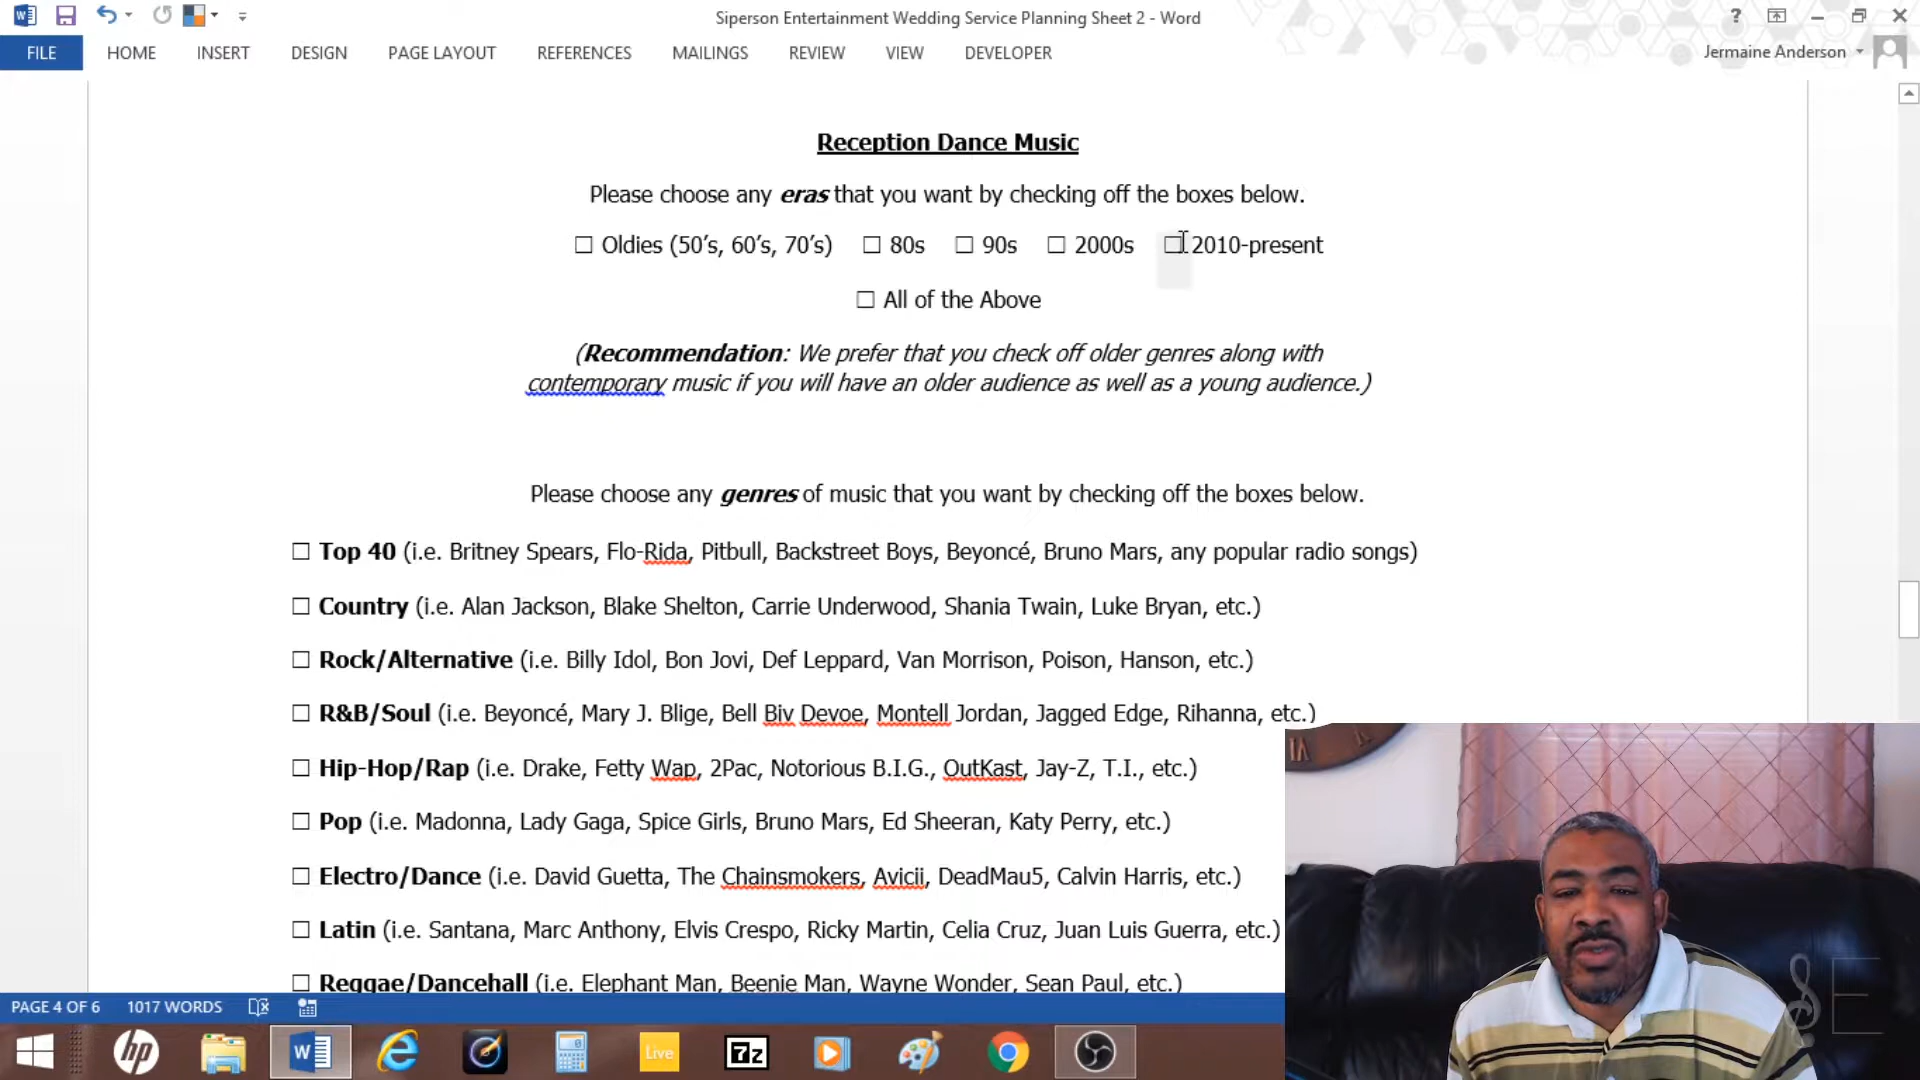 Siperson Entertainment Wedding Service Planning Sheet 2 - Word
FILE HOME INSERT DESIGN PAGE LAYOUT REFERENCES MAILINGS REVIEW VIEW DEVELOPER
Jermaine Anderson
Reception Dance Music
Please choose any eras that you want by checking off the boxes below.
☐ Oldies (50’s, 60’s, 70’s) ☐ 80s ☐ 90s ☐ 2000s ☐ 2010-present
☐ All of the Above
(Recommendation: We prefer that you check off older genres along with
contemporary music if you will have an older audience as well as a young audience.)
Please choose any genres of music that you want by checking off the boxes below.
☐ Top 40 (i.e. Britney Spears, Flo-Rida, Pitbull, Backstreet Boys, Beyoncé, Bruno Mars, any popular radio songs)
☐ Country (i.e. Alan Jackson, Blake Shelton, Carrie Underwood, Shania Twain, Luke Bryan, etc.)
☐ Rock/Alternative (i.e. Billy Idol, Bon Jovi, Def Leppard, Van Morrison, Poison, Hanson, etc.)
☐ R&B/Soul (i.e. Beyoncé, Mary J. Blige, Bell Biv Devoe, Montell Jordan, Jagged Edge, Rihanna, etc.)
☐ Hip-Hop/Rap (i.e. Drake, Fetty Wap, 2Pac, Notorious B.I.G., OutKast, Jay-Z, T.I., etc.)
☐ Pop (i.e. Madonna, Lady Gaga, Spice Girls, Bruno Mars, Ed Sheeran, Katy Perry, etc.)
☐ Electro/Dance (i.e. David Guetta, The Chainsmokers, Avicii, DeadMau5, Calvin Harris, etc.)
☐ Latin (i.e. Santana, Marc Anthony, Elvis Crespo, Ricky Martin, Celia Cruz, Juan Luis Guerra, etc.)
☐ Reggae/Dancehall (i.e. Elephant Man, Beenie Man, Wayne Wonder, Sean Paul, etc.)
PAGE 4 OF 6 1017 WORDS
hp
W
Live
7z